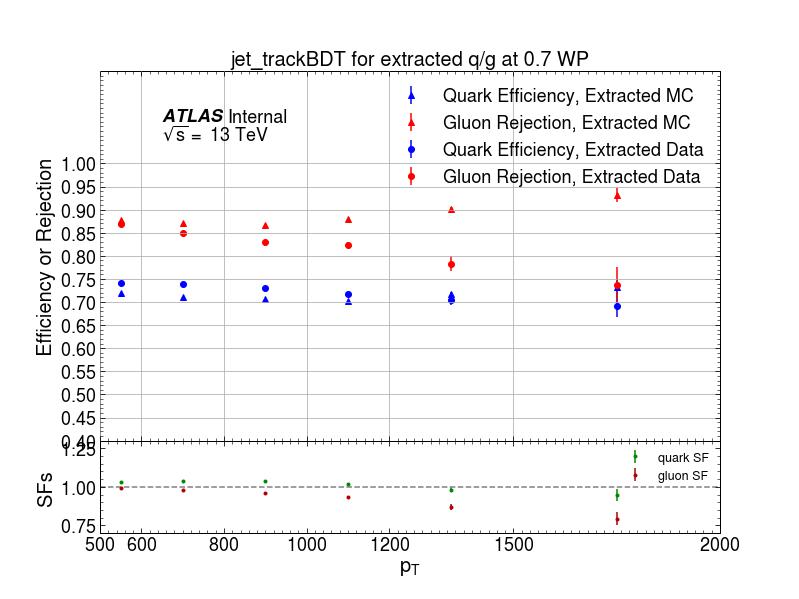 jet_trackBDT for extracted q/g at 0.7 WP
ATLAS Internal
√s = 13 TeV
Quark Efficiency, Extracted MC
Gluon Rejection, Extracted MC
Quark Efficiency, Extracted Data
Gluon Rejection, Extracted Data
Efficiency or Rejection
1.00
0.95
0.90
0.85
0.80
0.75
0.70
0.65
0.60
0.55
0.50
0.45
0.40
1.25
1.00
0.75
SFs
quark SF
gluon SF
500 600 800 1000 1200 1500 2000
pT